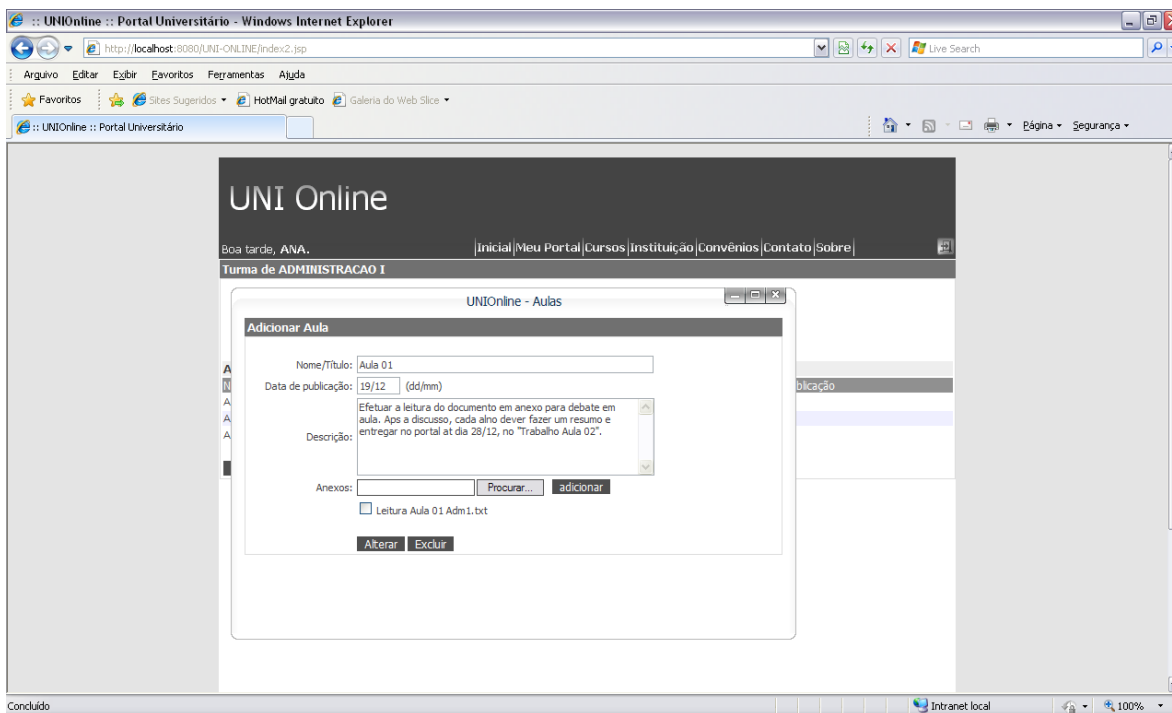 :: UNIOnline :: Portal Universitário - Windows Internet Explorer
http://localhost:8080/UNI-ONLINE/index2.jsp
Live Search
Arquivo Editar Exibir Favoritos Ferramentas Ajuda
Favoritos Sites Sugeridos HotMail gratuito Galeria do Web Slice
:: UNIOnline :: Portal Universitário
Página Segurança
UNI Online
Boa tarde, ANA.
|Inicial|Meu Portal|Cursos|Instituição|Convênios|Contato|Sobre|
Turma de ADMINISTRACAO I
UNIOnline - Aulas
Adicionar Aula
Nome/Título: Aula 01
Data de publicação: 19/12 (dd/mm)
Descrição:
Efetuar a leitura do documento em anexo para debate em
aula. Aps a discusso, cada alno dever fazer um resumo e
entregar no portal at dia 28/12, no "Trabalho Aula 02".
Anexos: Procurar... adicionar
Leitura Aula 01 Adm1.txt
Alterar Excluir
A
N
blicação
A
A
A
Concluído
Intranet local
100%